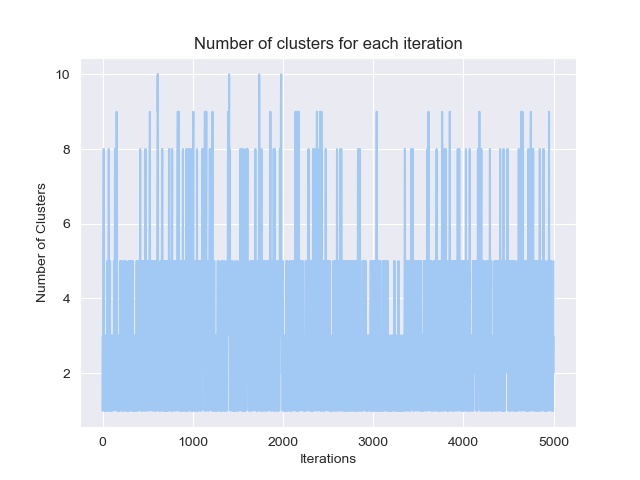 Number of clusters for each iteration
10
8
6
4
2
Number of Clusters
0 1000 2000 3000 4000 5000
Iterations